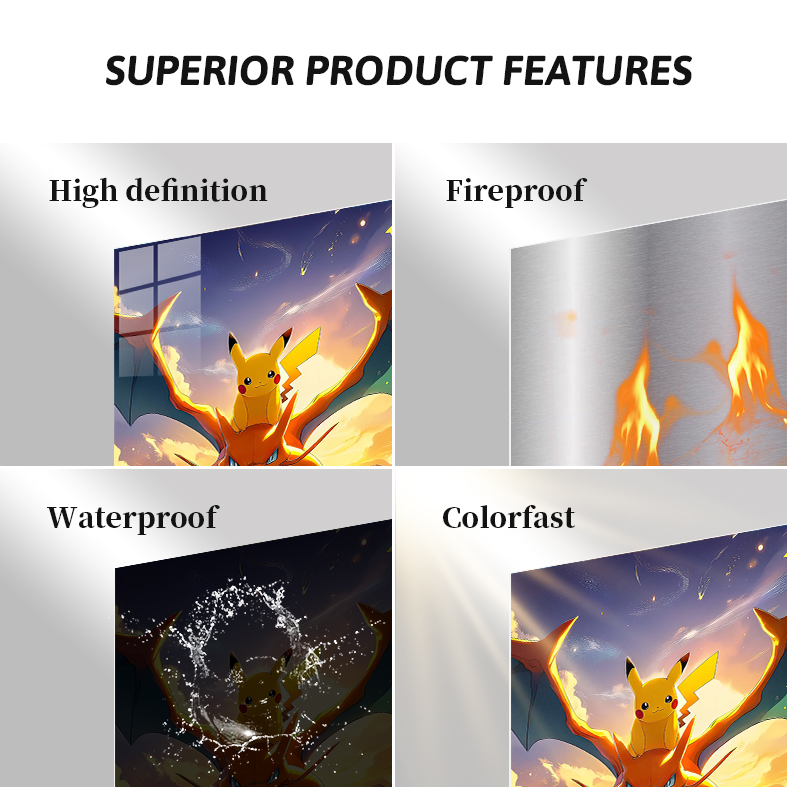 SUPERIOR PRODUCT FEATURES
High definition
Fireproof
Waterproof
Colorfast